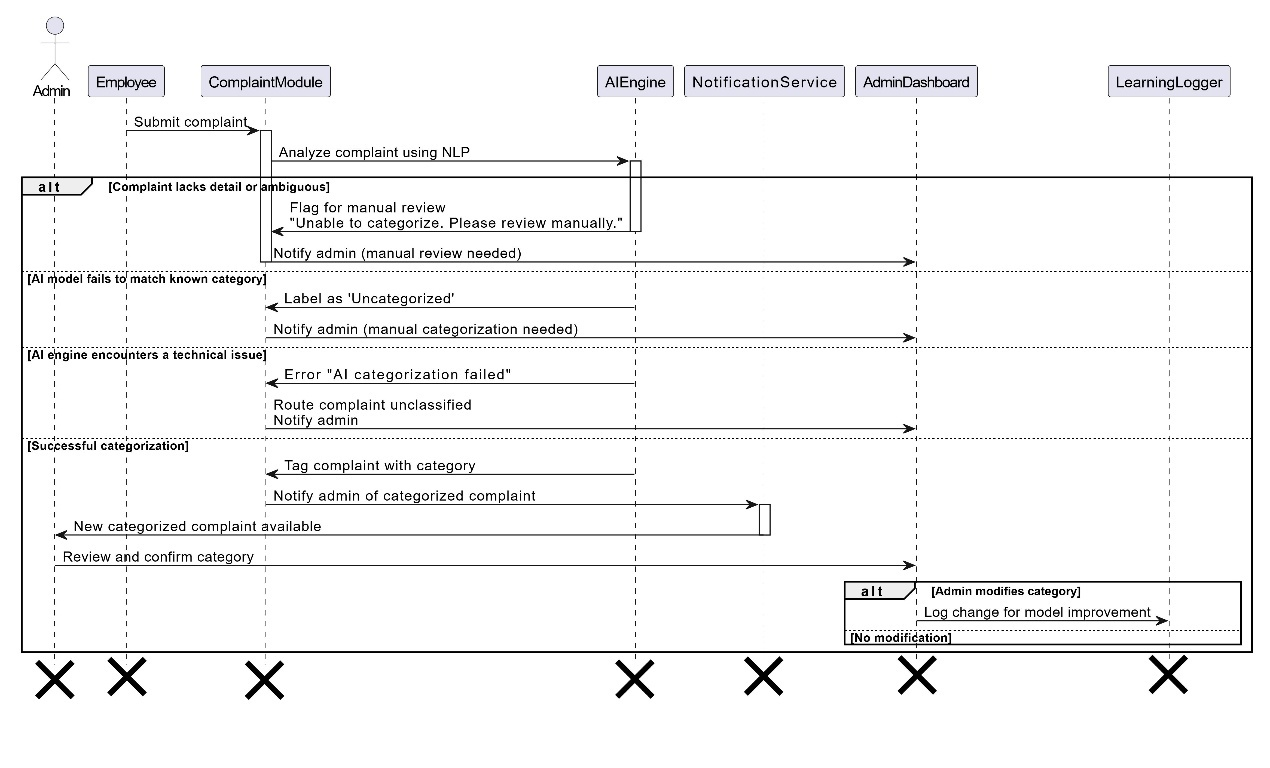 Admin
Employee
ComplaintModule
AIEngine
NotificationService
AdminDashboard
LearningLogger
Submit complaint
Analyze complaint using NLP
alt
[Complaint lacks detail or ambiguous]
Flag for manual review
"Unable to categorize. Please review manually."
Notify admin (manual review needed)
[AI model fails to match known category]
Label as 'Uncategorized'
Notify admin (manual categorization needed)
[AI engine encounters a technical issue]
Error "AI categorization failed"
Route complaint unclassified
Notify admin
[Successful categorization]
Tag complaint with category
Notify admin of categorized complaint
New categorized complaint available
Review and confirm category
alt
[Admin modifies category]
Log change for model improvement
[No modification]